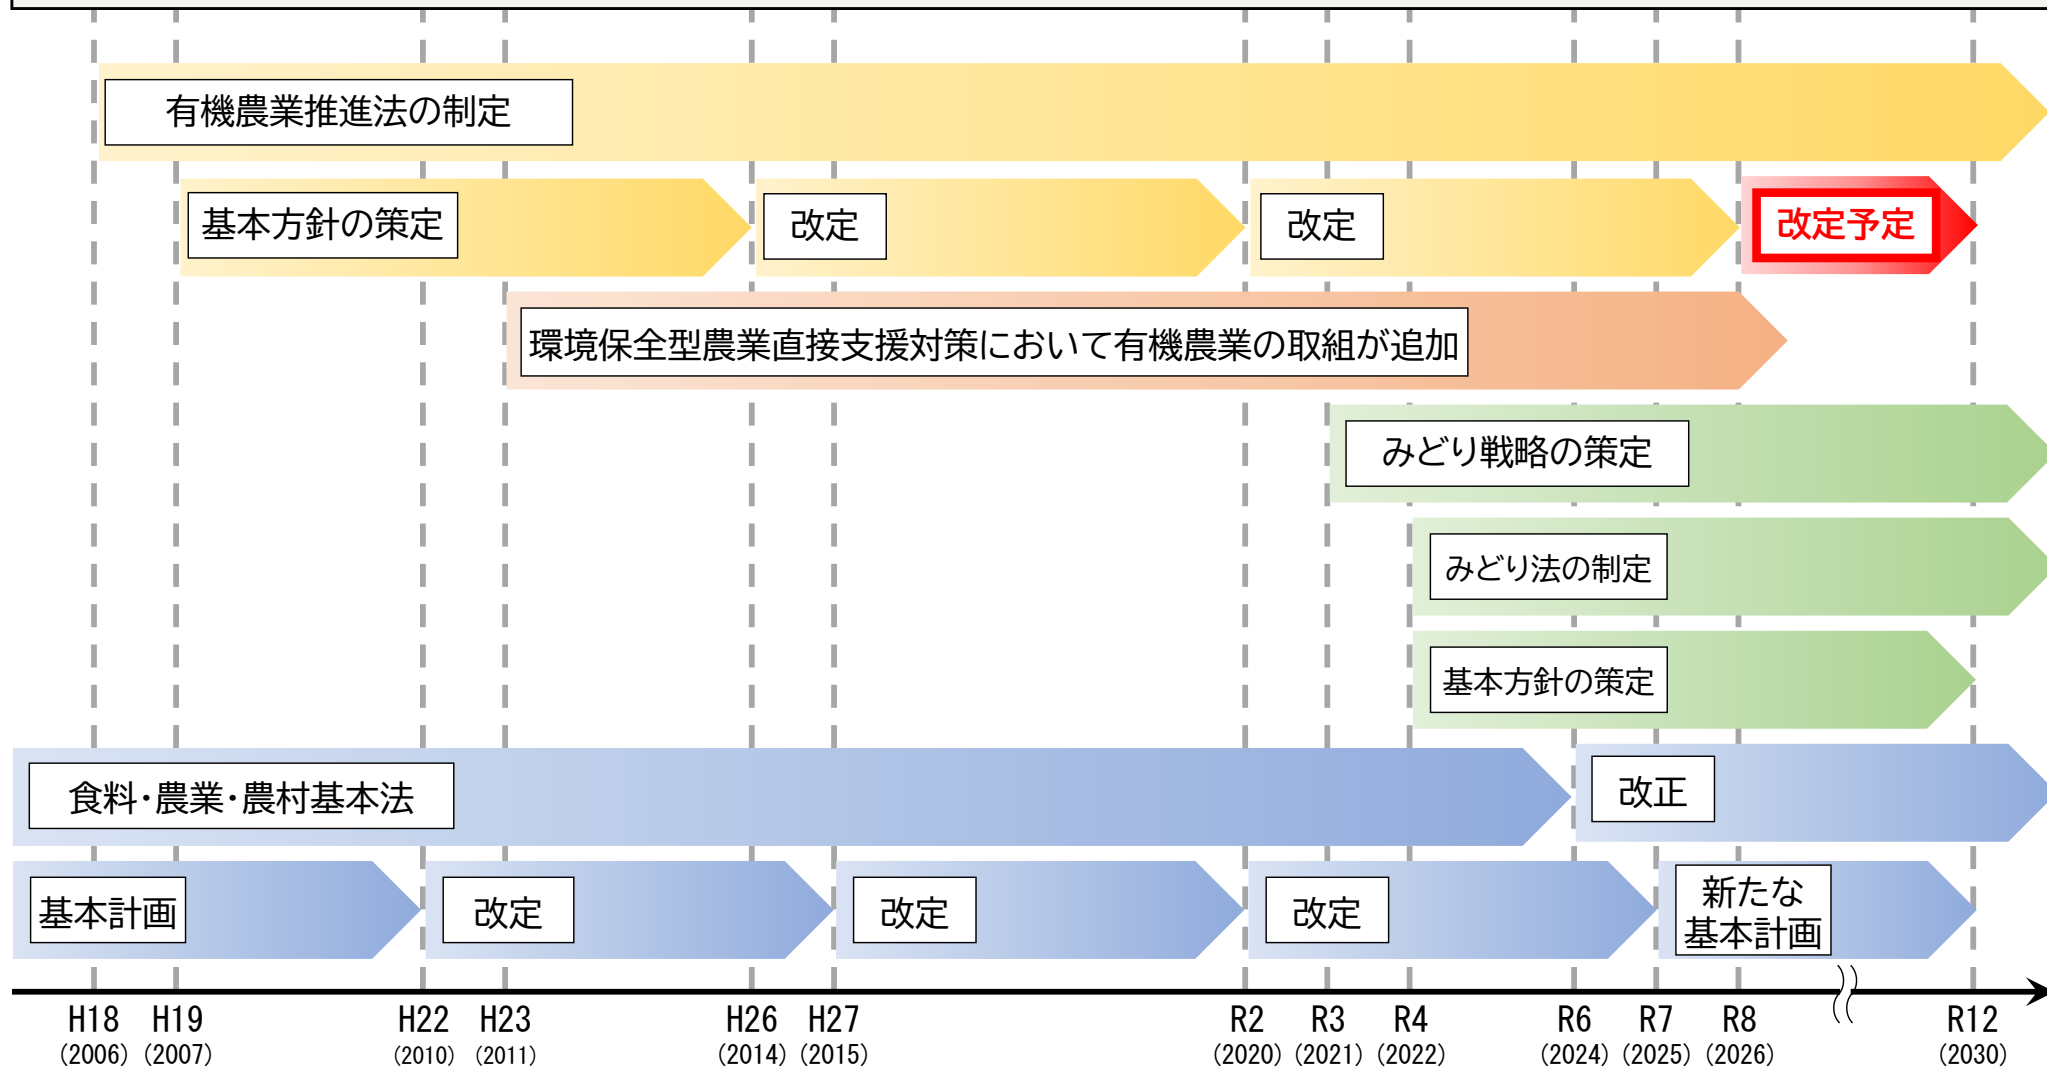 有機農業推進法の制定
基本方針の策定
改定
改定
改定予定
環境保全型農業直接支援対策において有機農業の取組が追加
みどり戦略の策定
みどり法の制定
基本方針の策定
食料・農業・農村基本法
改正
基本計画
改定
改定
改定
新たな
基本計画
H18 H19 H22 H23 H26 H27 R2 R3 R4 R6 R7 R8 R12
(2006) (2007) (2010) (2011) (2014) (2015) (2020) (2021) (2022) (2024) (2025) (2026) (2030)